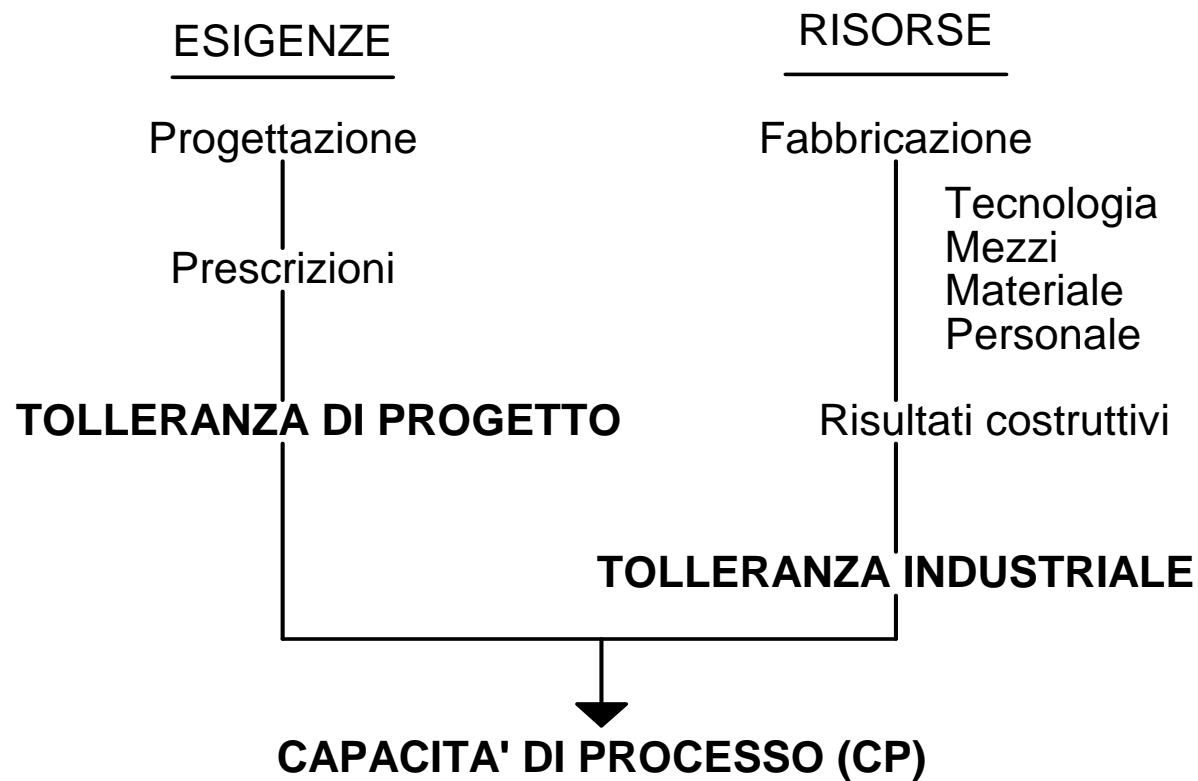 ESIGENZE
RISORSE
Progettazione
Fabbricazione
Tecnologia
Mezzi
Materiale
Personale
Prescrizioni
TOLLERANZA DI PROGETTO
Risultati costruttivi
TOLLERANZA INDUSTRIALE
CAPACITA' DI PROCESSO (CP)